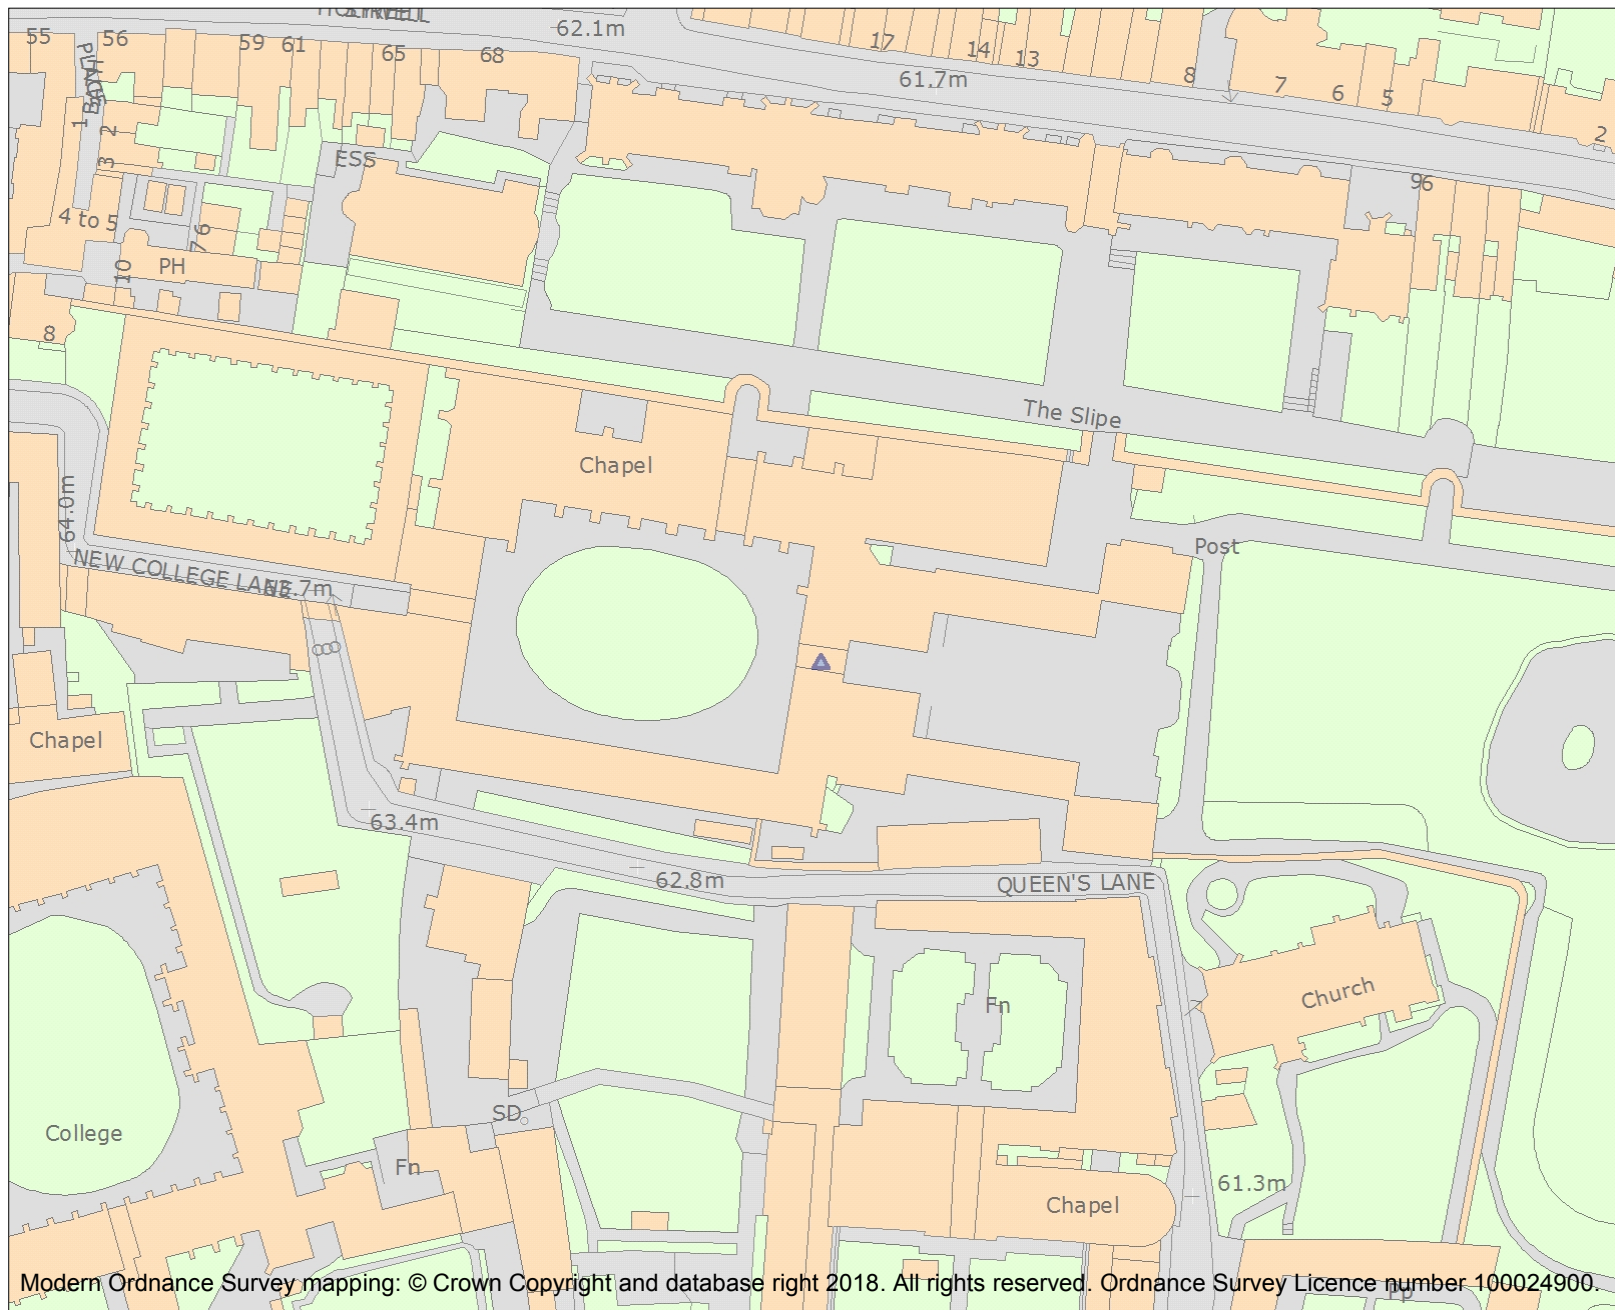 62.1m
55
56
59
61
65
68
17
14
13
61.7m
8
7
6
5
2
1
2
3
ESS
96
4 to 5
7 6
10
PH
8
The Slipe
Chapel
64.0m
Post
NEW COLLEGE LANE
63.7m
Chapel
63.4m
62.8m
QUEEN'S LANE
Church
Fn
SD
College
Fn
61.3m
Chapel
Modern Ordnance Survey mapping: © Crown Copyright and database right 2018. All rights reserved. Ordnance Survey Licence number 100024900.
Pp